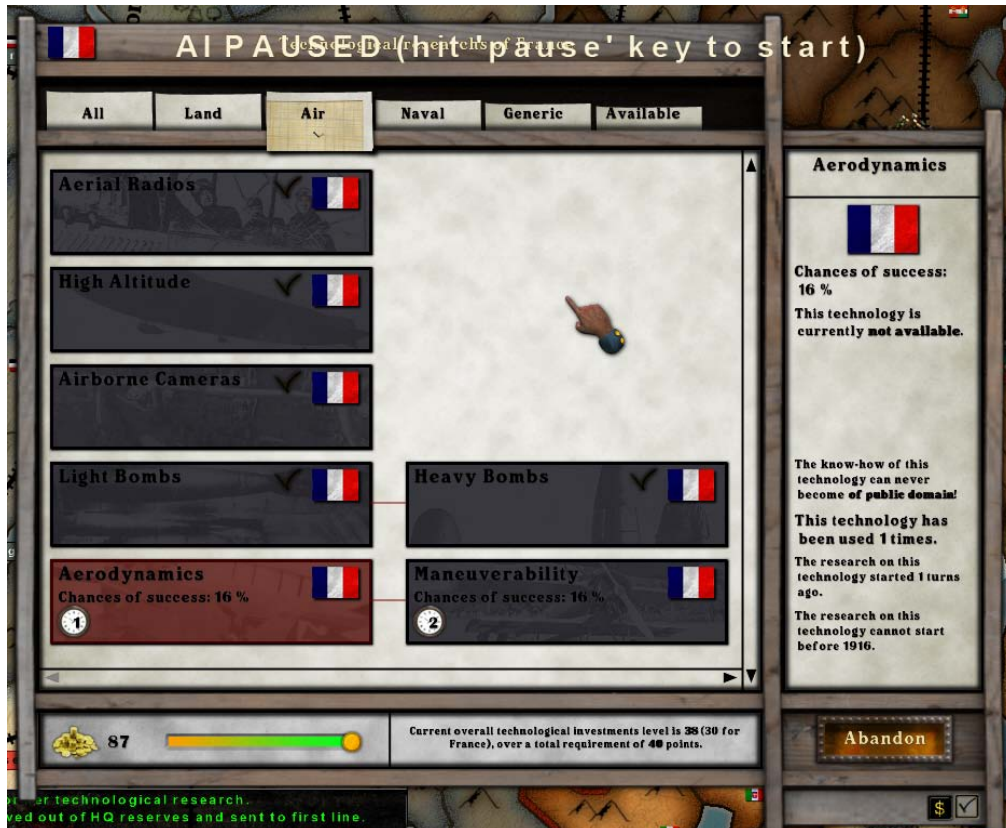 Technological researchs of France
AI PAUSED (hit 'pause' key to start)
All
Land
Air
Naval
Generic
Available
Aerial Radios
High Altitude
Airborne Cameras
Light Bombs
Heavy Bombs
Aerodynamics
Chances of success: 16 %
1
Maneuverability
Chances of success: 16 %
2
Aerodynamics
Chances of success:
16 %
This technology is
currently not available.
The know-how of this
technology can never
become of public domain!
This technology has
been used 1 times.
The research on this
technology started 1 turns
ago.
The research on this
technology cannot start
before 1916.
87
Current overall technological investments level is 38 (30 for
France), over a total requirement of 40 points.
Abandon
technological research.
ved out of HQ reserves and sent to first line.
$